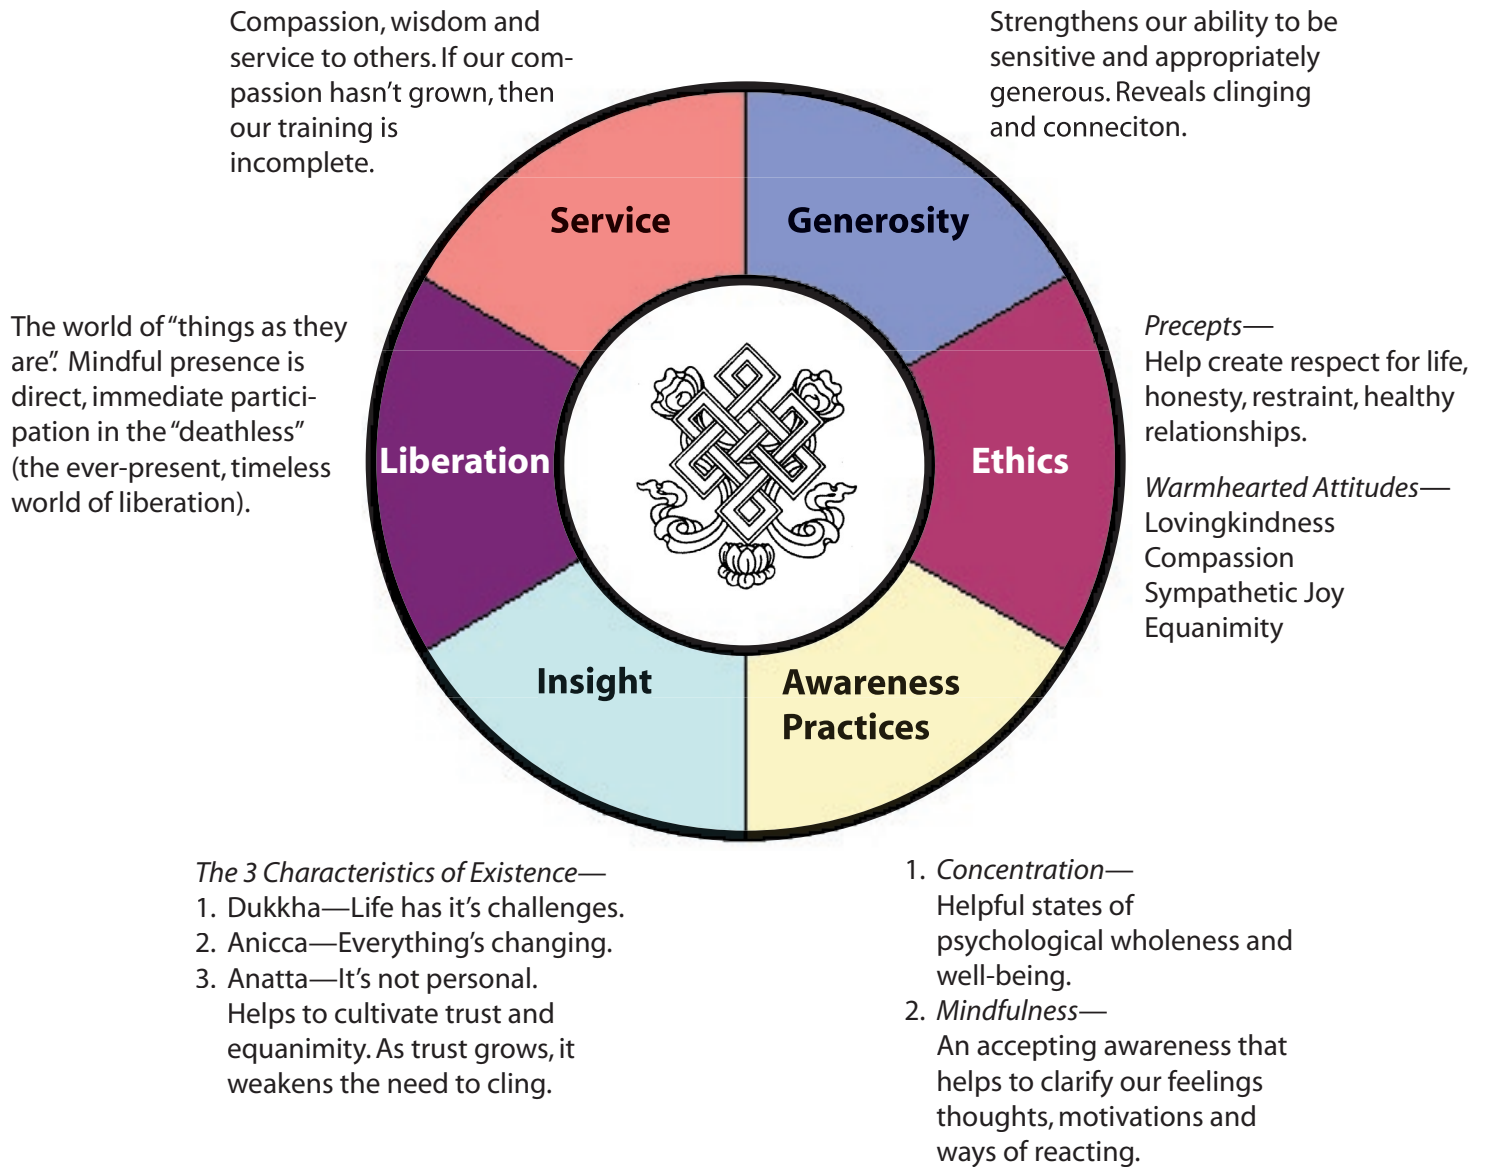 Compassion, wisdom and
service to others. If our com-
passion hasn't grown, then
our training is
incomplete.
Strengthens our ability to be
sensitive and appropriately
generous. Reveals clinging
and conneciton.
Service
Generosity
The world of “things as they
are”. Mindful presence is
direct, immediate partici-
pation in the “deathless”
(the ever-present, timeless
world of liberation).
Liberation
Ethics
Precepts—
Help create respect for life,
honesty, restraint, healthy
relationships.
Warmhearted Attitudes—
Lovingkindness
Compassion
Sympathetic Joy
Equanimity
Insight
Awareness
Practices
The 3 Characteristics of Existence—
1. Dukkha—Life has it's challenges.
2. Anicca—Everything's changing.
3. Anatta—It's not personal.
Helps to cultivate trust and
equanimity. As trust grows, it
weakens the need to cling.
1. Concentration—
Helpful states of
psychological wholeness and
well-being.
2. Mindfulness—
An accepting awareness that
helps to clarify our feelings
thoughts, motivations and
ways of reacting.